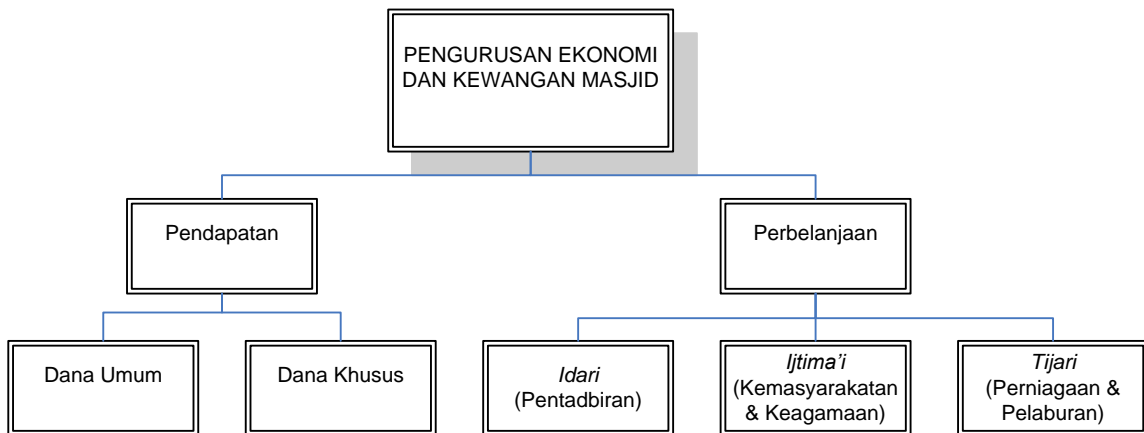 PENGURUSAN EKONOMI
DAN KEWANGAN MASJID
Pendapatan
Perbelanjaan
Dana Umum
Dana Khusus
Idari
(Pentadbiran)
Ijtima'i
(Kemasyarakatan
& Keagamaan)
Tijari
(Perniagaan &
Pelaburan)